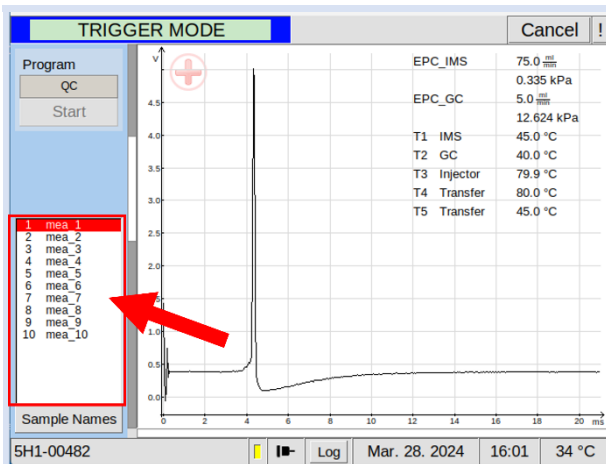 TRIGGER MODE
Cancel
!
Program
QC
Start
1 mea_1
2 mea_2
3 mea_3
4 mea_4
5 mea_5
6 mea_6
7 mea_7
8 mea_8
9 mea_9
10 mea_10
Sample Names
V
4.5
4.0
3.5
3.0
2.5
2.0
1.0
0.5
0.0
0 2 4 6 8 10 12 14 16 18 20 ms
EPC_IMS 75.0 ml/min
0.335 kPa
EPC_GC 5.0 ml/min
12.624 kPa
T1 IMS 45.0 °C
T2 GC 40.0 °C
T3 Injector 79.9 °C
T4 Transfer 80.0 °C
T5 Transfer 45.0 °C
5H1-00482
Log
Mar. 28. 2024
16:01
34 °C